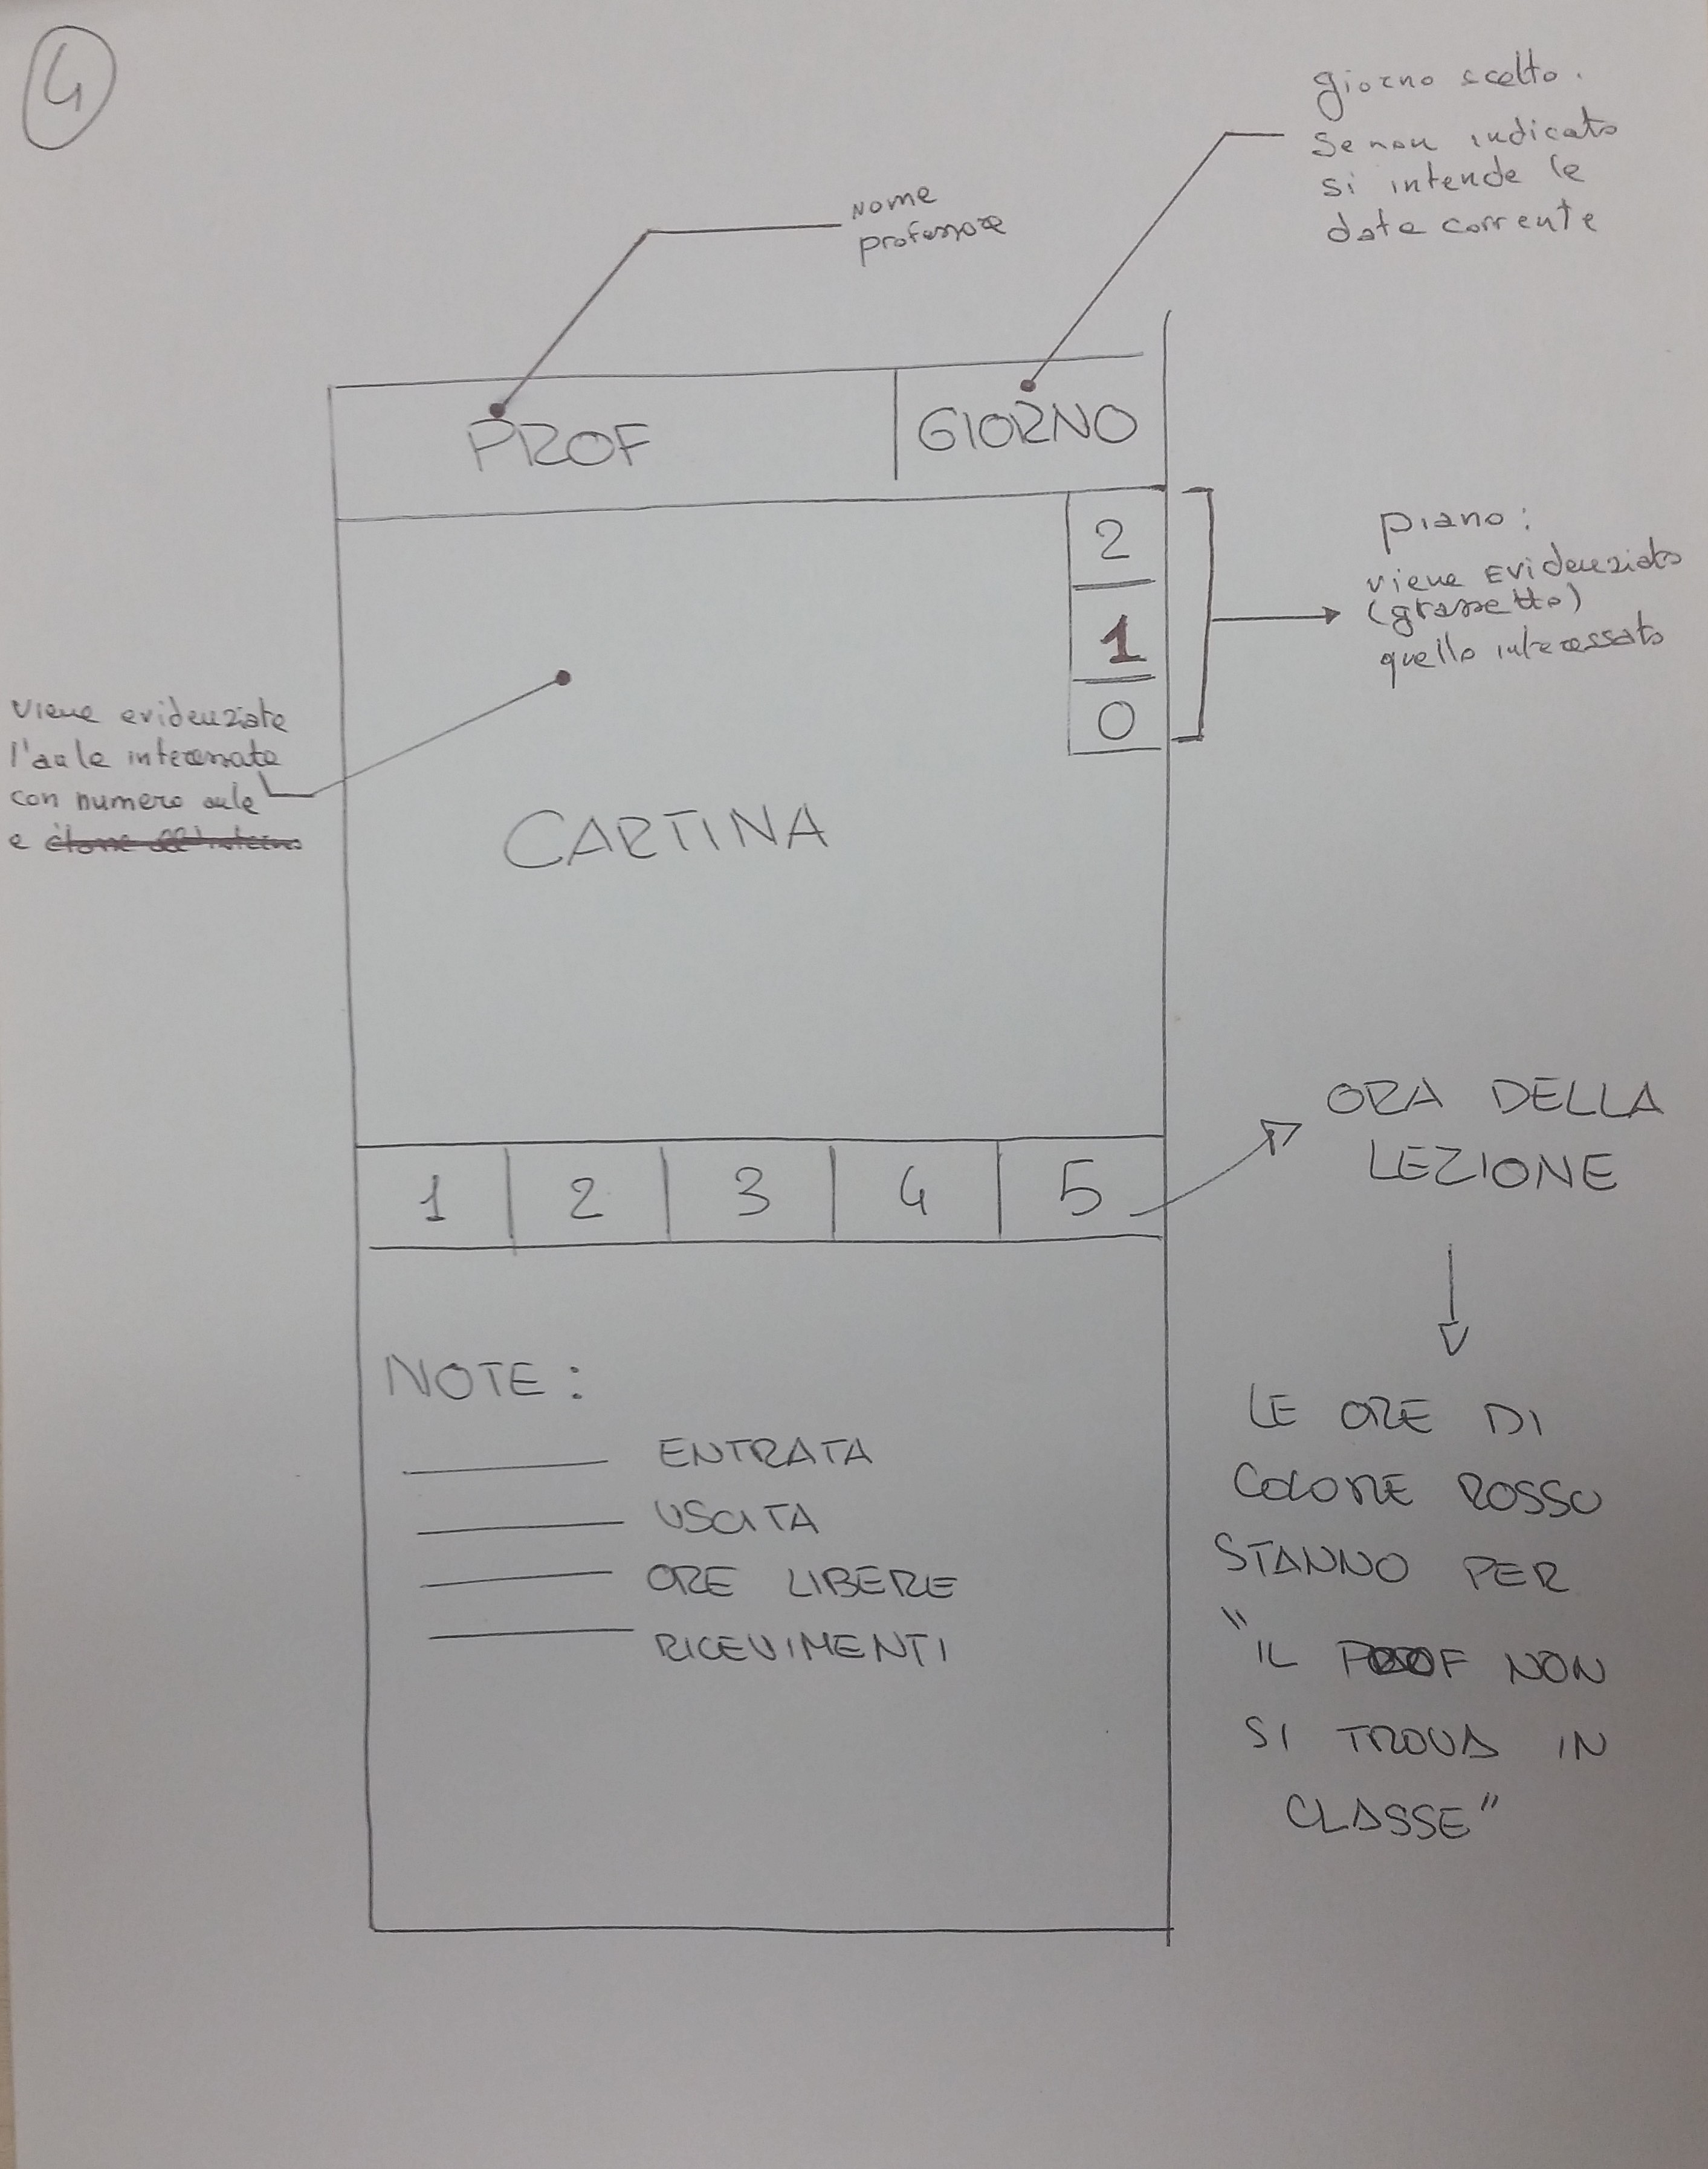 4
giorno scelto.
Se non indicato
si intende la
data corrente
Nome
professore
PROF
GIORNO
2
1
0
piano:
viene Evidenziato
(grassetto)
quello interessato
viene evidenziata
l'aula interessata
con numero aula
e
CARTINA
1 2 3 4 5
ORA DELLA
LEZIONE
LE ORE DI
COLORE ROSSO
STANNO PER
"IL PROF NON
SI TROVA IN
CLASSE"
NOTE:
ENTRATA
USCITA
ORE LIBERE
RICEVIMENTI